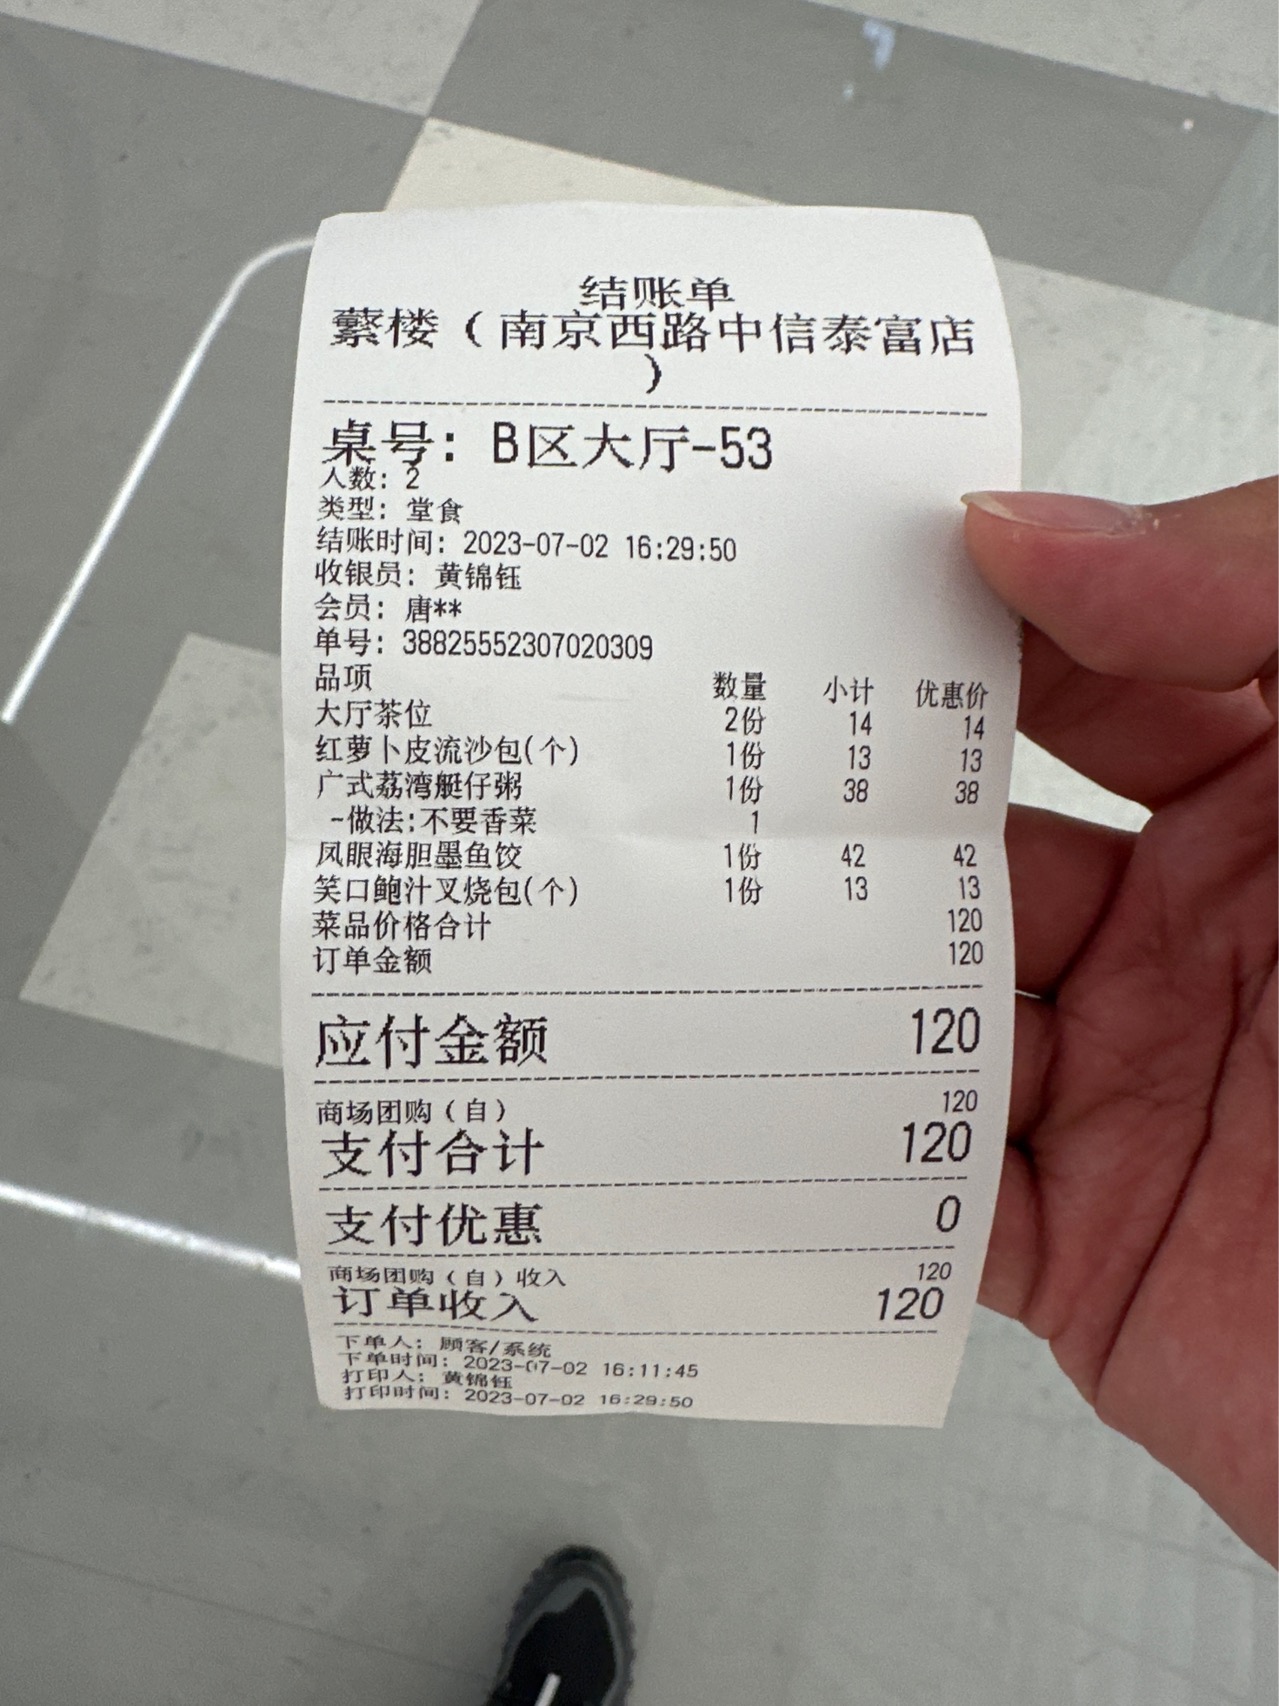 结账单
蘩楼（南京西路中信泰富店
）
桌号: B区大厅-53
人数: 2
类型: 堂食
结账时间: 2023-07-02 16:29:50
收银员: 黄锦钰
会员: 唐**
单号: 38825552307020309
品项 数量 小计 优惠价
大厅茶位 2份 14 14
红萝卜皮流沙包(个) 1份 13 13
广式荔湾艇仔粥 1份 38 38
-做法:不要香菜 1
凤眼海胆墨鱼饺 1份 42 42
笑口鲍汁叉烧包(个) 1份 13 13
菜品价格合计 120
订单金额 120
应付金额 120
商场团购（自） 120
支付合计 120
支付优惠 0
商场团购（自）收入 120
订单收入 120
下单人: 顾客/系统
下单时间: 2023-07-02 16:11:45
打印人: 黄锦钰
打印时间: 2023-07-02 16:29:50